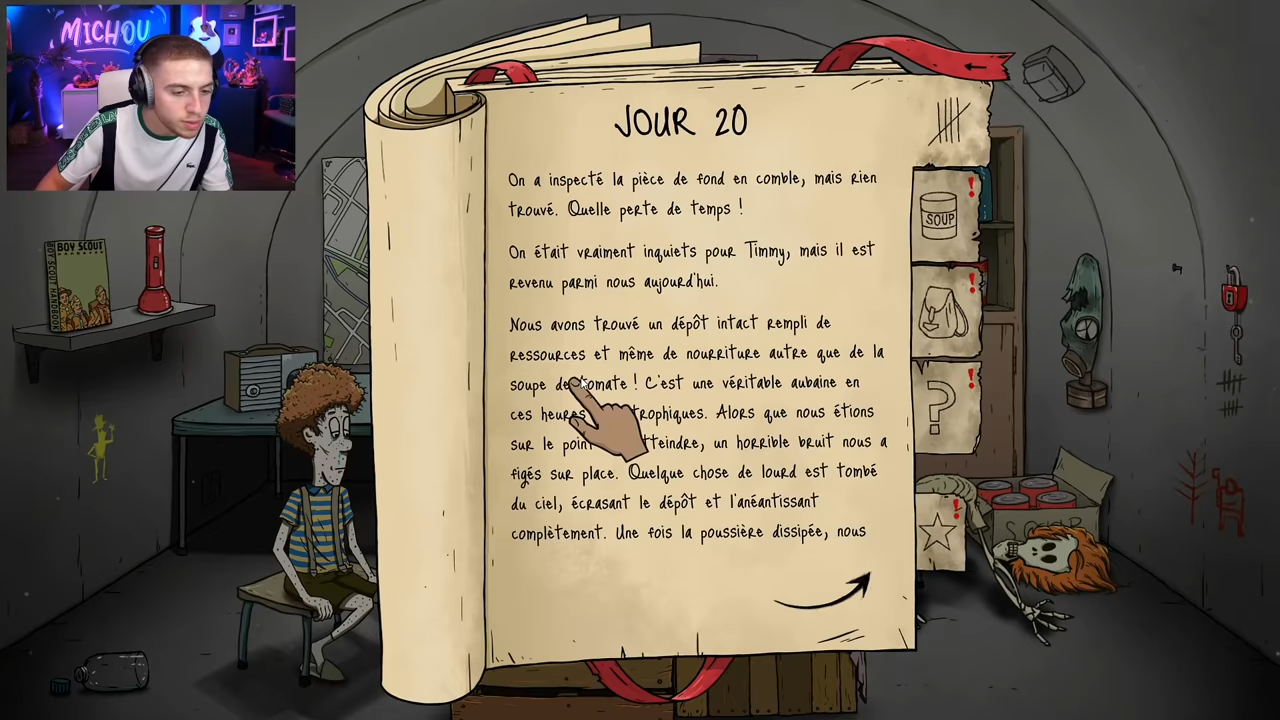 MICHOU
JOUR 20
On a inspecté la pièce de fond en comble, mais rien
trouvé. Quelle perte de temps !
On était vraiment inquiets pour Timmy, mais il est
revenu parmi nous aujourd'hui.
Nous avons trouvé un dépôt intact rempli de
ressources et même de nourriture autre que de la
soupe de tomate ! C'est une véritable aubaine en
ces heures trophiques. Alors que nous étions
sur le poin tteindre, un horrible bruit nous a
figés sur place. Quelque chose de lourd est tombé
du ciel, écrasant le dépôt et l'anéantissant
complètement. Une fois la poussière dissipée, nous
SOUP
!
!
?
!
!
BOY SCOUT
BOY SCOUT HANDBOOK
SOUP